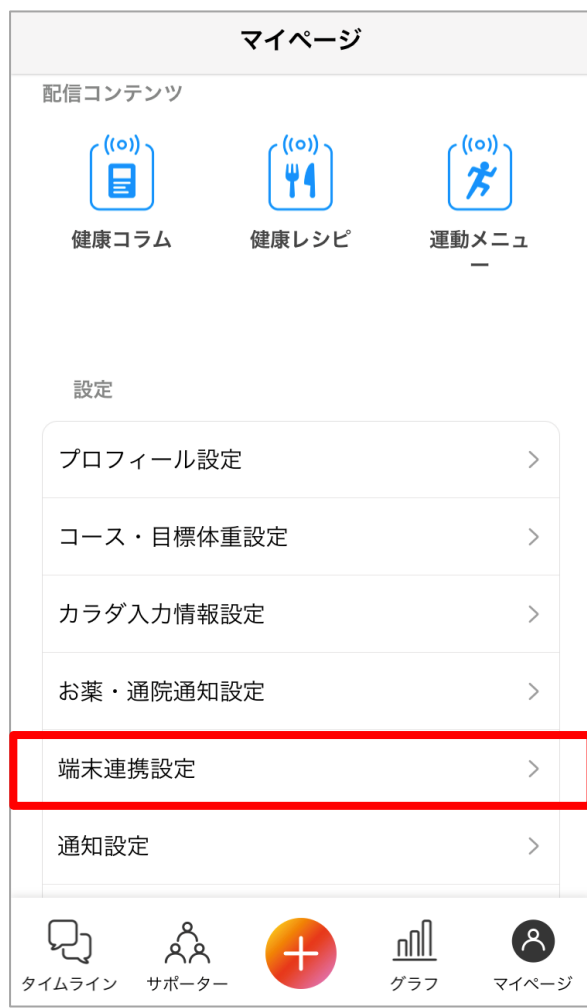 マイページ
配信コンテンツ
健康コラム
健康レシピ
運動メニュ
ー
設定
プロフィール設定
コース・目標体重設定
カラダ入力情報設定
お薬・通院通知設定
端末連携設定
通知設定
タイムライン
サポーター
グラフ
マイページ